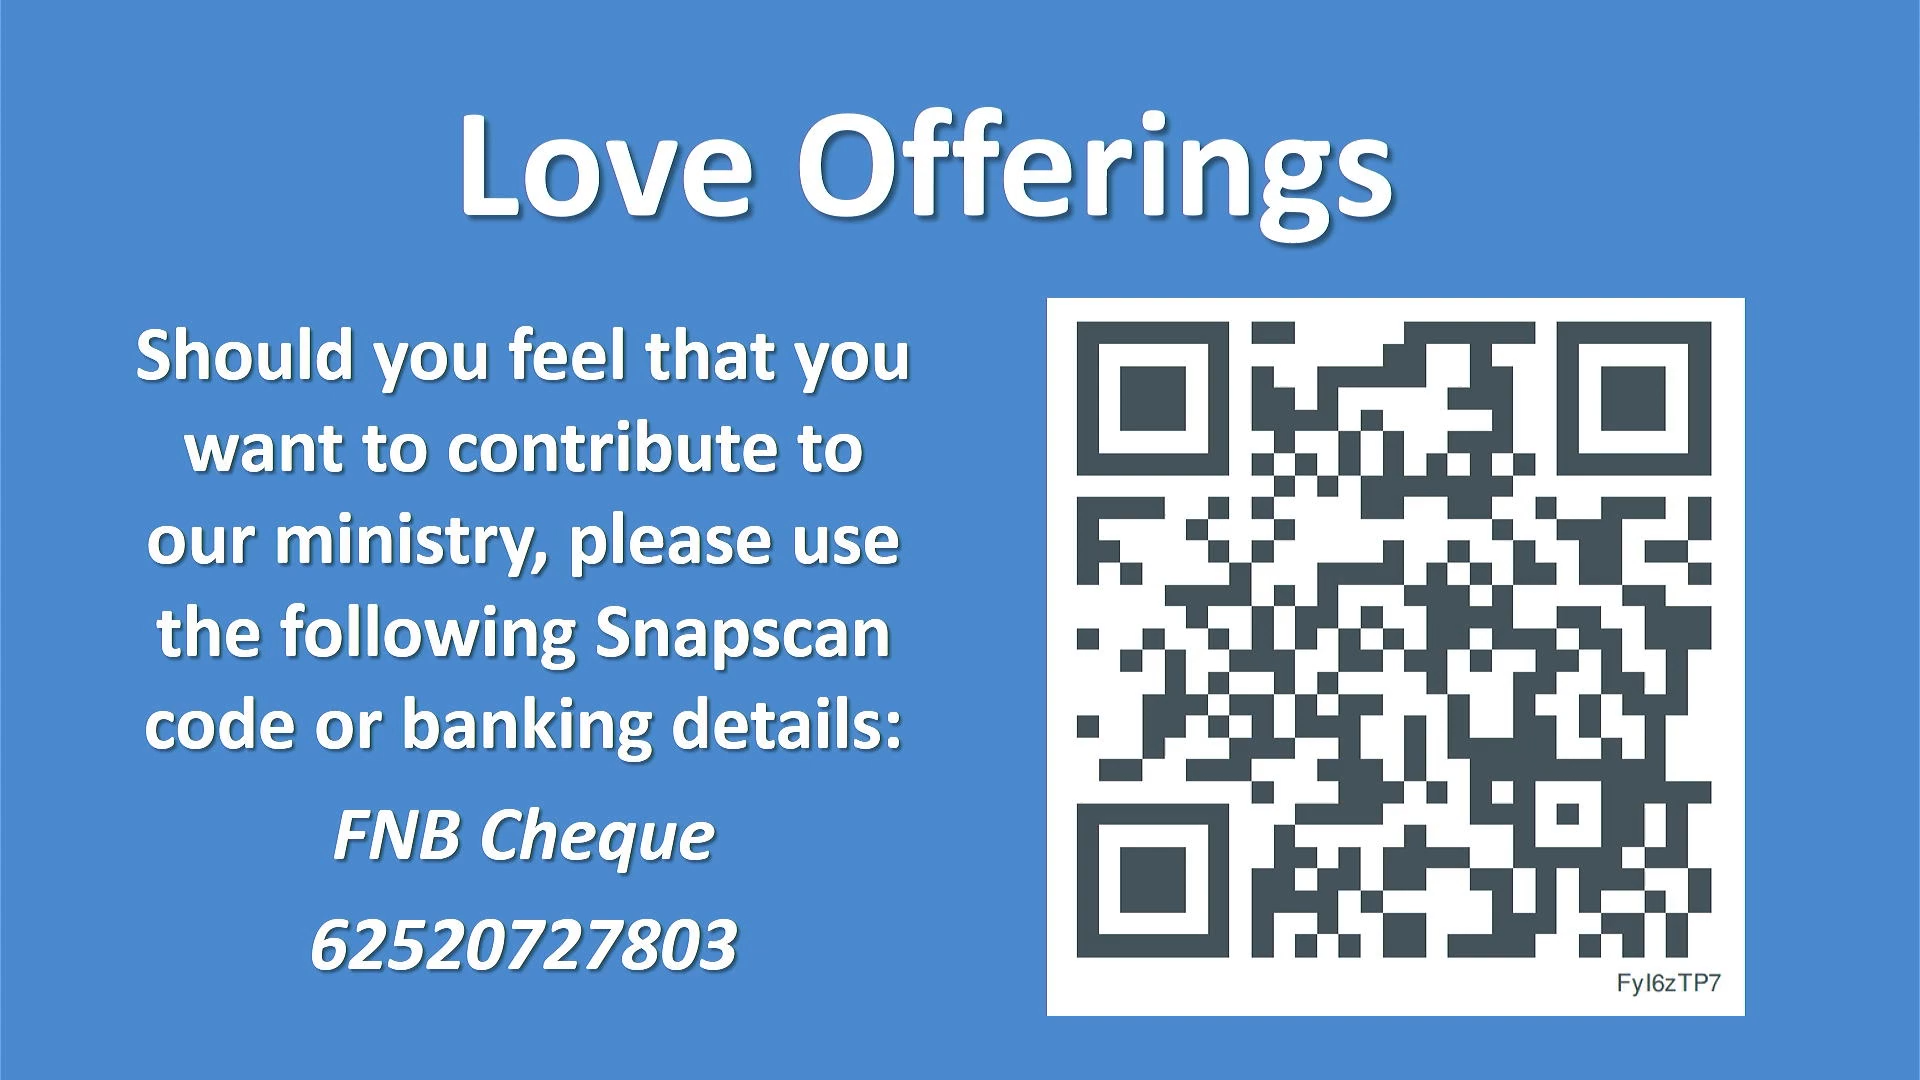 Love Offerings
Should you feel that you
want to contribute to
our ministry, please use
the following Snapscan
code or banking details:
FNB Cheque
62520727803
FyI6zTP7